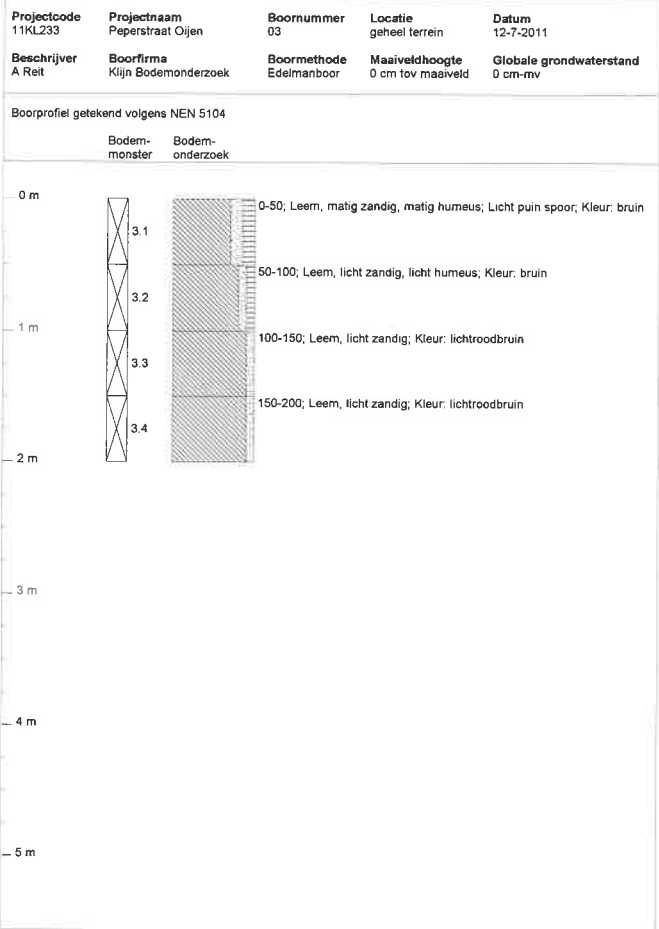 Projectcode Projectnaam Boornummer Locatie Datum
11KL233 Peperstraat Oijen 03 geheel terrein 12-7-2011
Beschrijver Boorfirma Boormethode Maaiveldhoogte Globale grondwaterstand
A Reit Klijn Bodemonderzoek Edelmanboor 0 cm tov maaiveld 0 cm-mv
Boorprofiel getekend volgens NEN 5104
Bodem- Bodem-
monster onderzoek
0 m
0-50; Leem, matig zandig, matig humeus; Licht puin spoor; Kleur: bruin
3.1
50-100; Leem, licht zandig, licht humeus; Kleur: bruin
3.2
1 m
100-150; Leem, licht zandig; Kleur: lichtroodbruin
3.3
150-200; Leem, licht zandig; Kleur: lichtroodbruin
3.4
2 m
3 m
4 m
5 m